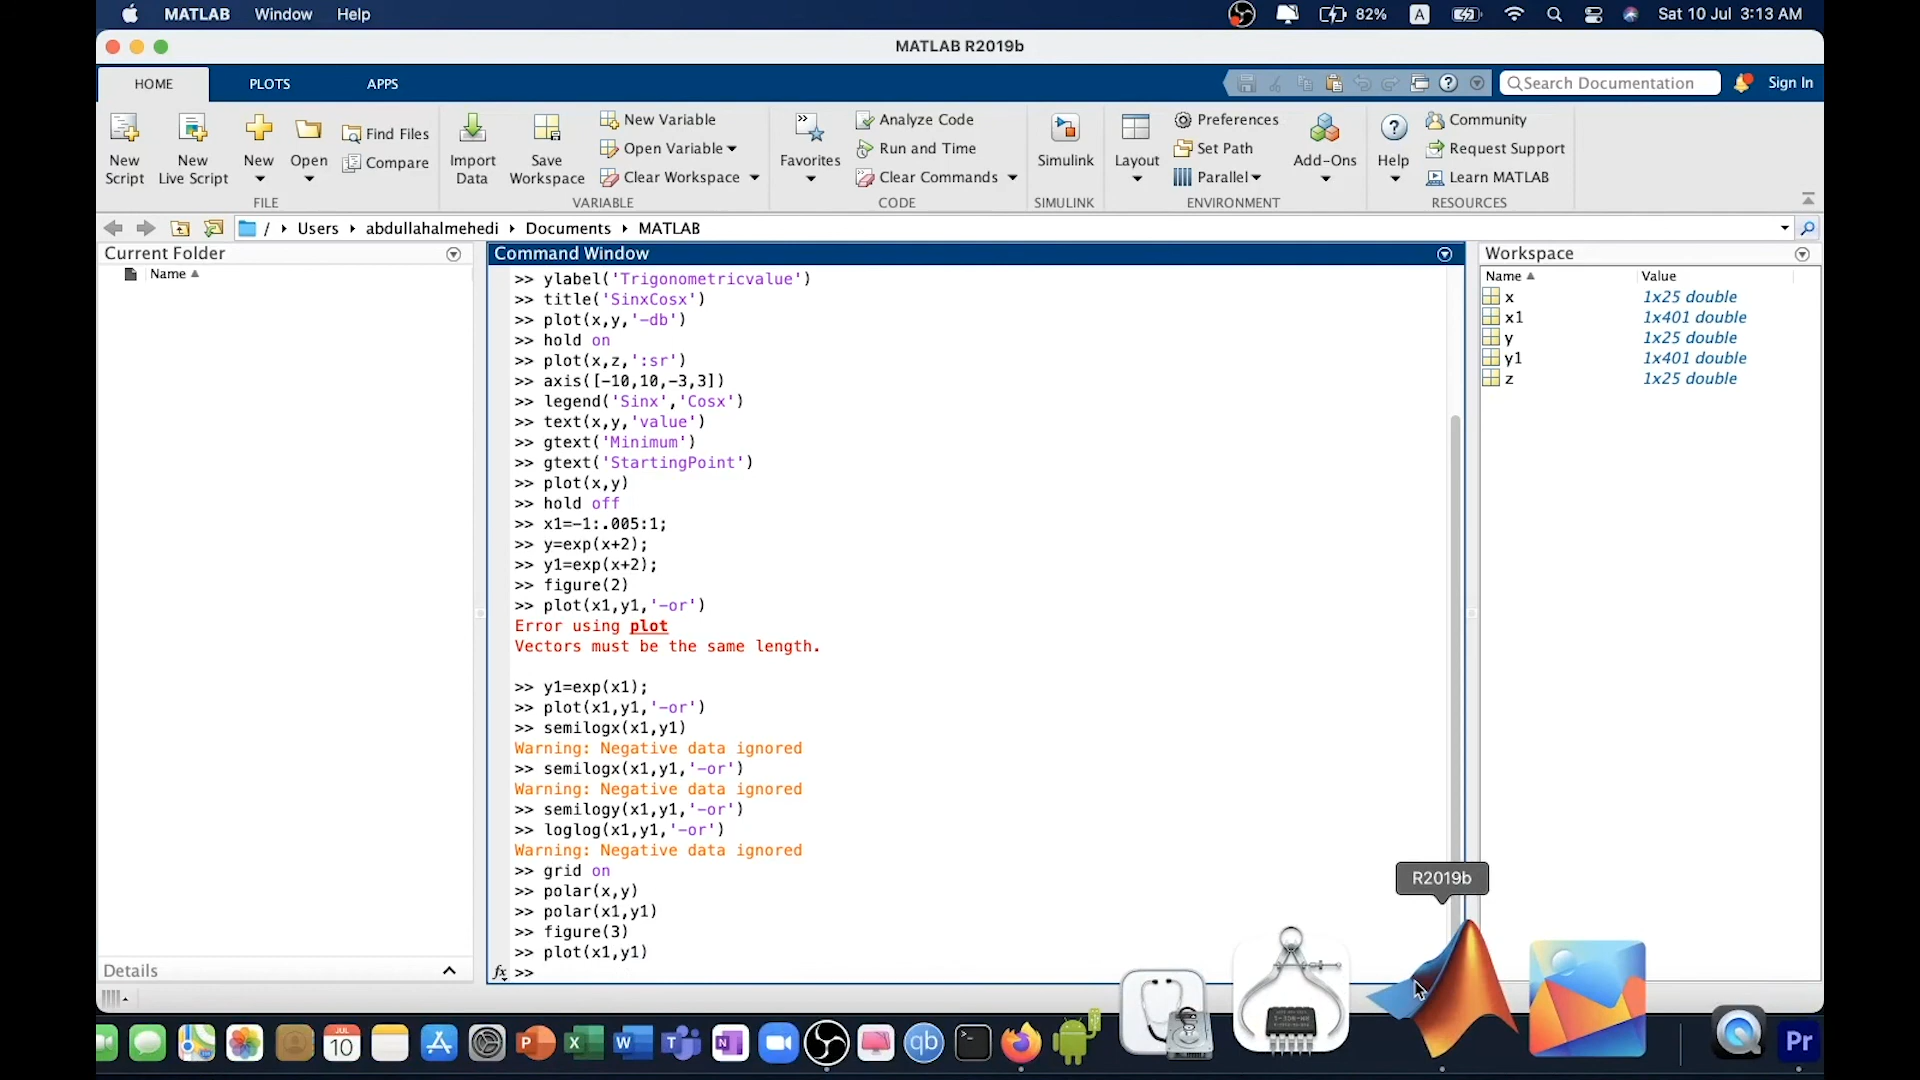 MATLAB Window Help 82% A Sat 10 Jul 3:13 AM
MATLAB R2019b
HOME PLOTS APPS Search Documentation Sign In
New Script
New Live Script
New
Open
Find Files
Compare
FILE
Import Data
Save Workspace
New Variable
Open Variable
Clear Workspace
VARIABLE
Favorites
Analyze Code
Run and Time
Clear Commands
CODE
Simulink
SIMULINK
Layout
Preferences
Set Path
Parallel
Add-Ons
ENVIRONMENT
Help
Community
Request Support
Learn MATLAB
RESOURCES
/ Users abdullahalmehedi Documents MATLAB
Current Folder
Name
Details
Command Window
>> ylabel('Trigonometricvalue')
>> title('SinxCosx')
>> plot(x,y,'-db')
>> hold on
>> plot(x,z,':sr')
>> axis([-10,10,-3,3])
>> legend('Sinx','Cosx')
>> text(x,y,'value')
>> gtext('Minimum')
>> gtext('StartingPoint')
>> plot(x,y)
>> hold off
>> x1=-1:.005:1;
>> y=exp(x+2);
>> y1=exp(x+2);
>> figure(2)
>> plot(x1,y1,'-or')
Error using plot
Vectors must be the same length.
>> y1=exp(x1);
>> plot(x1,y1,'-or')
>> semilogx(x1,y1)
Warning: Negative data ignored
>> semilogx(x1,y1,'-or')
Warning: Negative data ignored
>> semilogy(x1,y1,'-or')
>> loglog(x1,y1,'-or')
Warning: Negative data ignored
>> grid on
>> polar(x,y)
>> polar(x1,y1)
>> figure(3)
>> plot(x1,y1)
fx >>
Workspace
Name Value
x 1x25 double
x1 1x401 double
y 1x25 double
y1 1x401 double
z 1x25 double
R2019b
JUL
10
P
X
W
T
N
qb
Pr